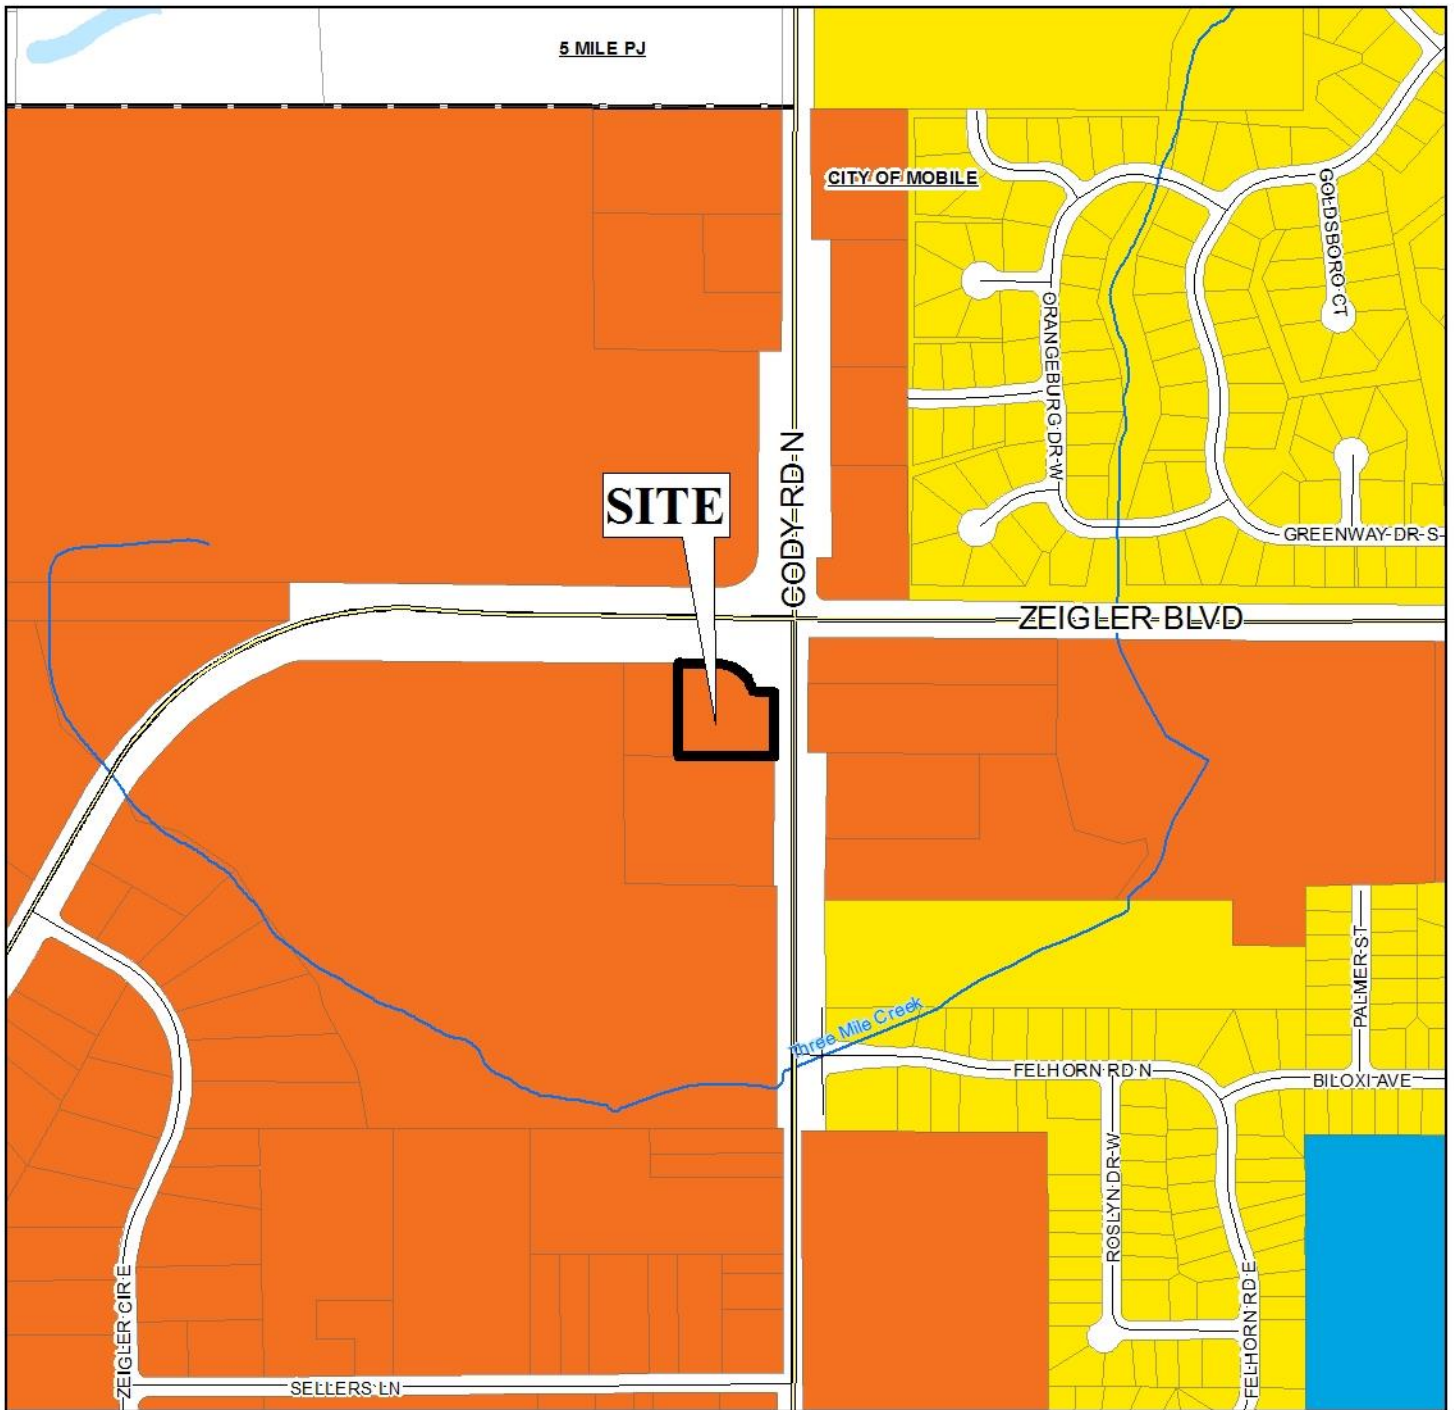 5 MILE PJ
CITY OF MOBILE
GOLDSBORO CT
ORANGEBURG DR W
CODY RD N
SITE
GREENWAY DR S
ZEIGLER BLVD
PALMER ST
Three Mile Creek
FELHORN RD N
BILOXI AVE
ROSLYN DR W
FELHORN RD E
ZEIGLER CIR E
SELLERS LN